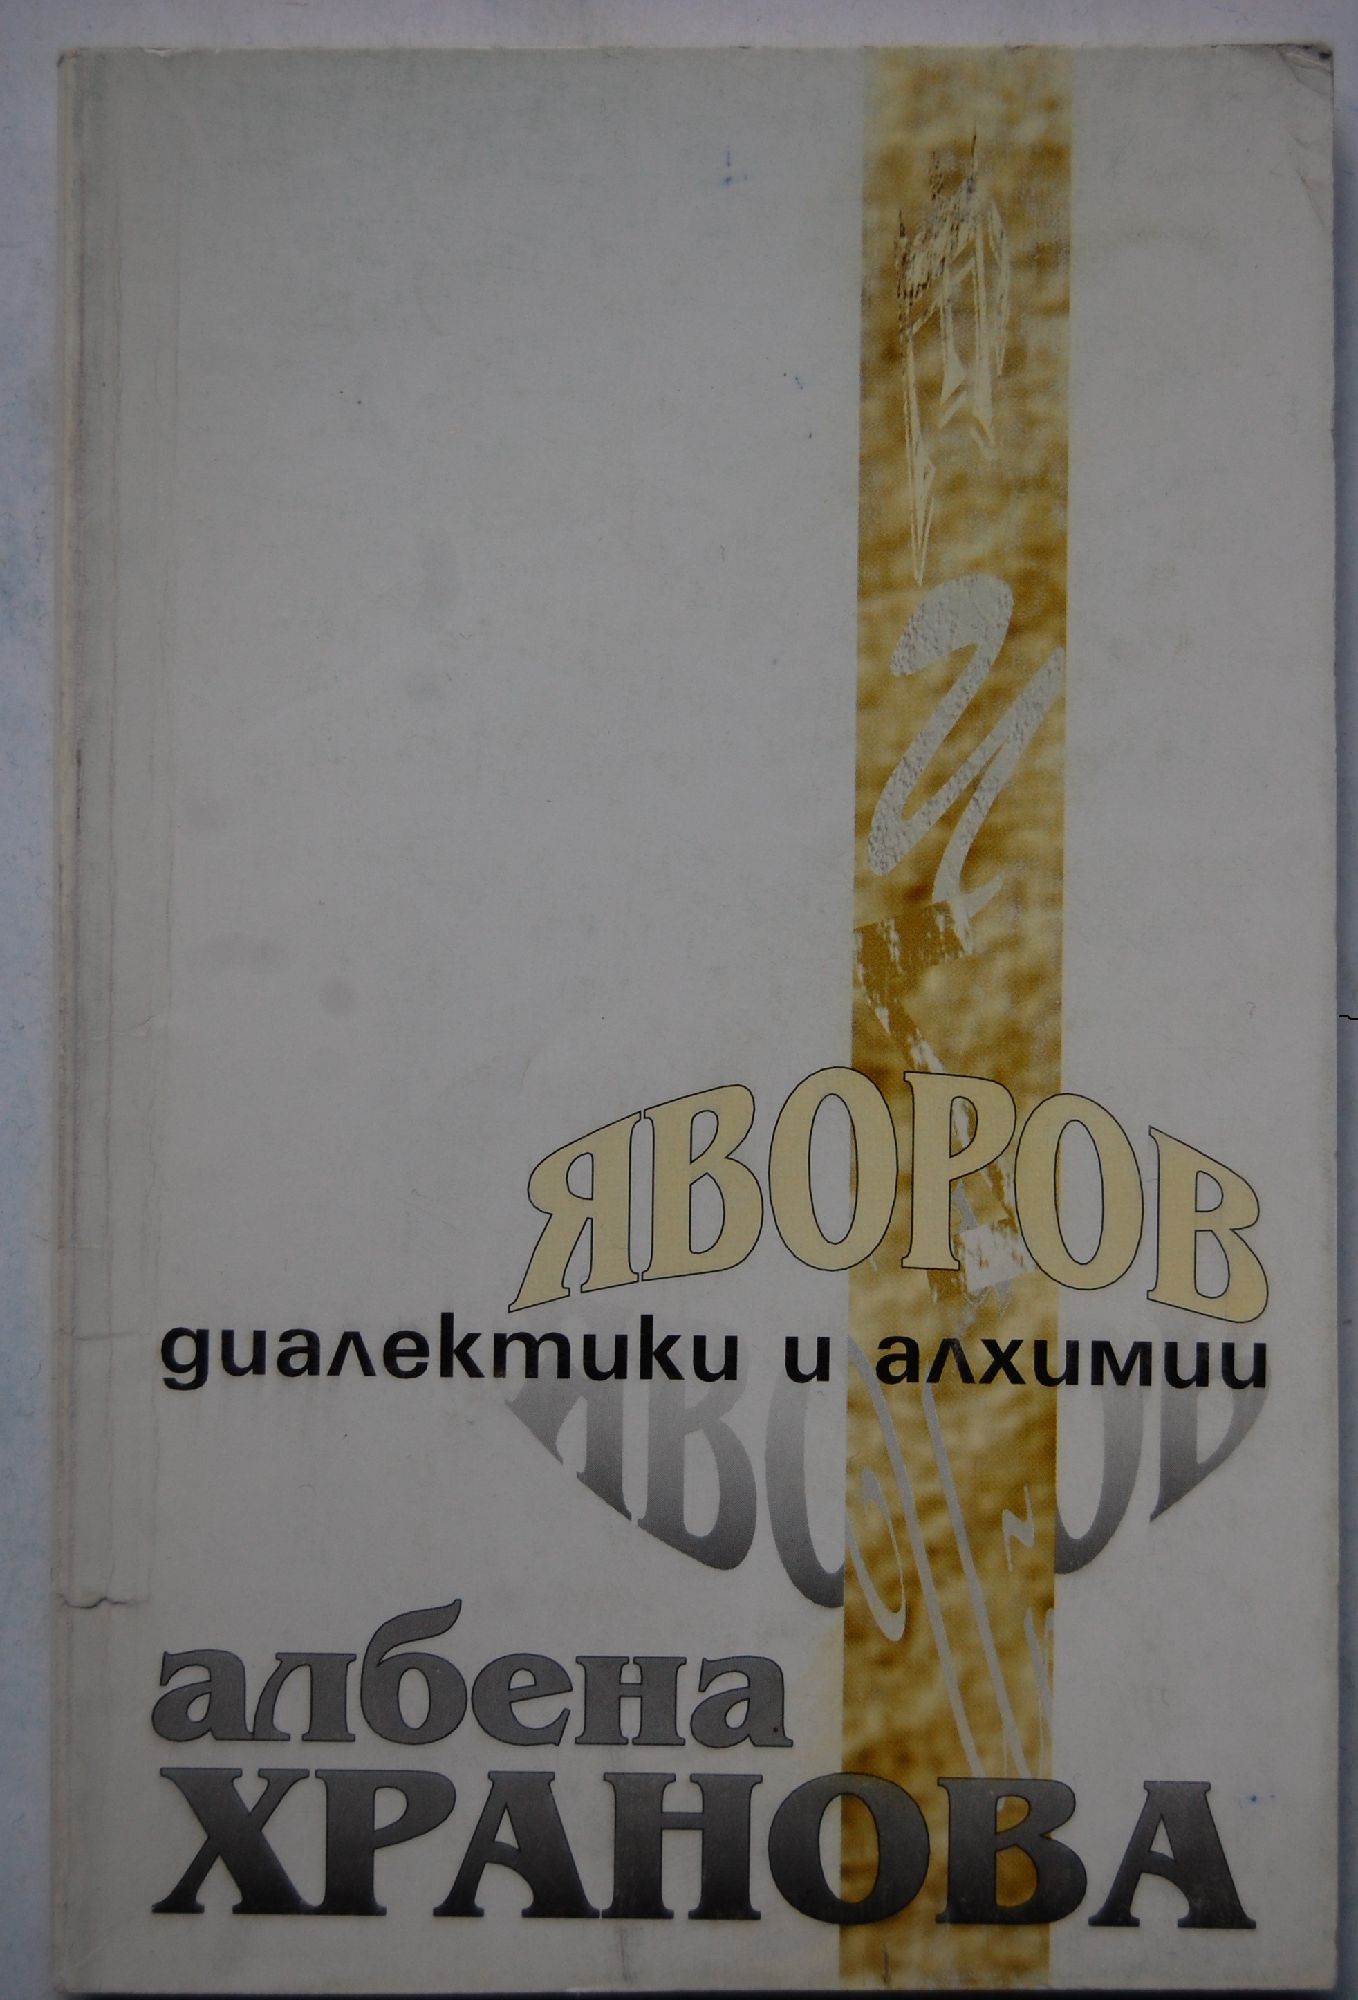 ЯВОРОВ
диалектики и алхимии
албена
ХРАНОВА